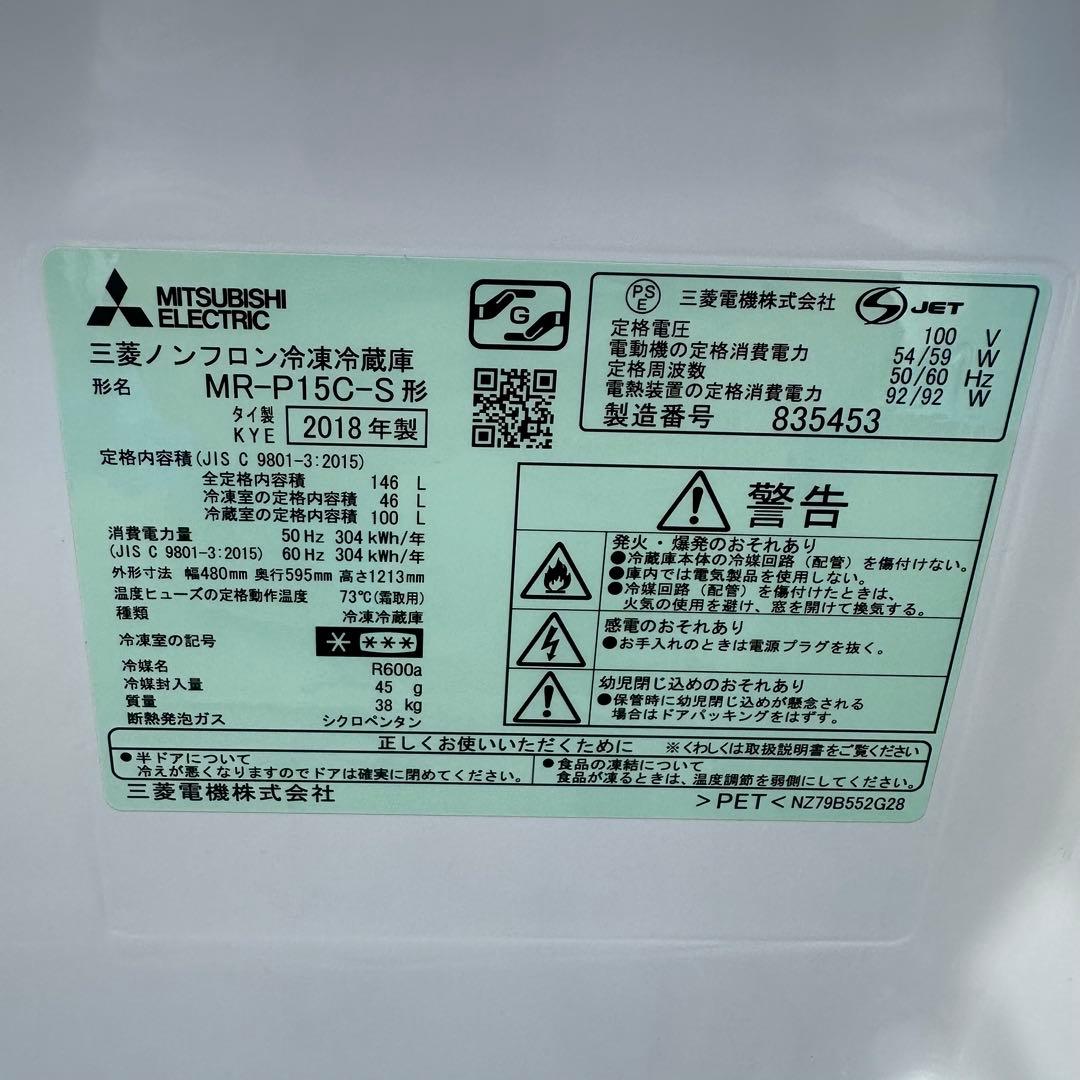 MITSUBISHI
ELECTRIC
三菱ノンフロン冷凍冷蔵庫
形名 MR-P15C-S形
タイ製
KYE 2018年製
定格内容積(JIS C 9801-3:2015)
全定格内容積 146 L
冷凍室の定格内容積 46 L
冷蔵室の定格内容積 100 L
消費電力量 50Hz 304kWh/年
(JIS C 9801-3:2015) 60Hz 304kWh/年
外形寸法 幅480mm 奥行595mm 高さ1213mm
温度ヒューズの定格動作温度 73℃(霜取用)
種類 冷凍冷蔵庫
冷凍室の記号 * ***
冷媒名 R600a
冷媒封入量 45 g
質量 38 kg
断熱発泡ガス シクロペンタン
G
PS
E
三菱電機株式会社 S JET
定格電圧 100 V
電動機の定格消費電力 54/59 W
定格周波数 50/60 Hz
電熱装置の定格消費電力 92/92 W
製造番号 835453
警告
発火・爆発のおそれあり
●冷蔵庫本体の冷媒回路(配管)を傷付けない。
●庫内では電気製品を使用しない。
●冷媒回路(配管)を傷付けたときは、
火気の使用を避け、窓を開けて換気する。
感電のおそれあり
●お手入れのときは電源プラグを抜く。
幼児閉じ込めのおそれあり
●保管時に幼児閉じ込めが懸念される
場合はドアパッキングをはずす。
正しくお使いいただくために ※くわしくは取扱説明書をご覧ください
●半ドアについて
冷えが悪くなりますのでドアは確実に閉めてください。
●食品の凍結について
食品が凍るときは、温度調節を弱側にしてください。
三菱電機株式会社
>PET< NZ79B552G28